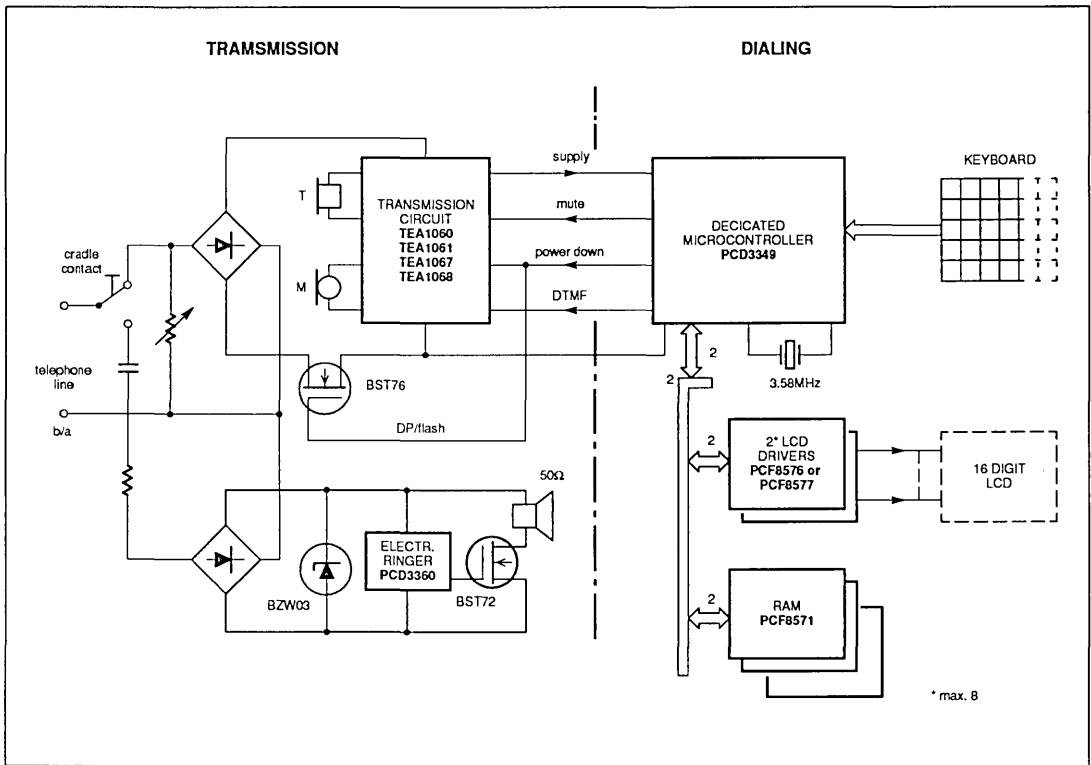 TRAMSMISSION
DIALING
supply
mute
power down
DTMF
T
M
TRANSMISSION
CIRCUIT
TEA1060
TEA1061
TEA1067
TEA1068
DECICATED
MICROCONTROLLER
PCD3349
KEYBOARD
cradle
contact
telephone
line
b/a
BST76
DP/flash
3.58MHz
2
2
2
2* LCD
DRIVERS
PCF8576 or
PCF8577
16 DIGIT
LCD
50Ω
ELECTR.
RINGER
PCD3360
BZW03
BST72
2
RAM
PCF8571
* max. 8